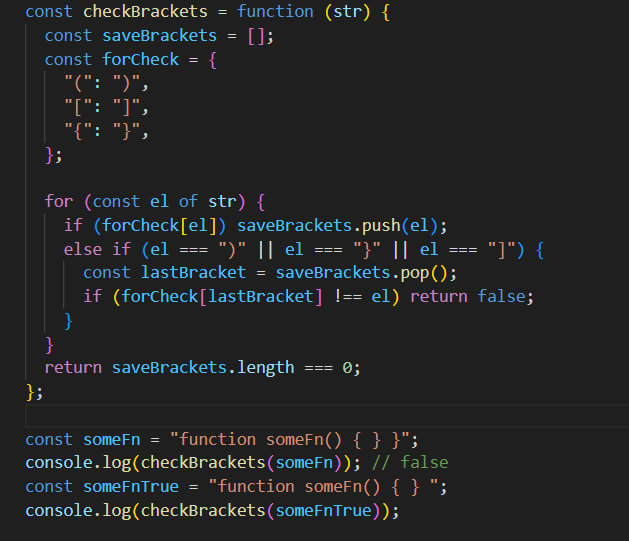 const checkBrackets = function (str) {
  const saveBrackets = [];
  const forCheck = {
    "(": ")",
    "[": "]",
    "{": "}",
  };

  for (const el of str) {
    if (forCheck[el]) saveBrackets.push(el);
    else if (el === ")" || el === "}" || el === "]") {
      const lastBracket = saveBrackets.pop();
      if (forCheck[lastBracket] !== el) return false;
    }
  }
  return saveBrackets.length === 0;
};

const someFn = "function someFn() { } }";
console.log(checkBrackets(someFn)); // false
const someFnTrue = "function someFn() { } ";
console.log(checkBrackets(someFnTrue));